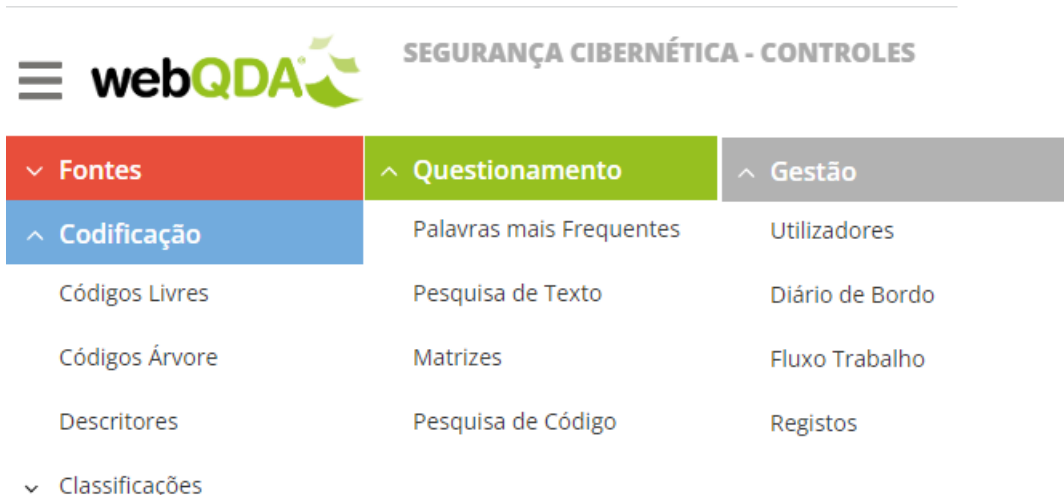 webQDA
SEGURANÇA CIBERNÉTICA - CONTROLES
Fontes
Codificação
Códigos Livres
Códigos Árvore
Descritores
Classificações
Questionamento
Palavras mais Frequentes
Pesquisa de Texto
Matrizes
Pesquisa de Código
Gestão
Utilizadores
Diário de Bordo
Fluxo Trabalho
Registos